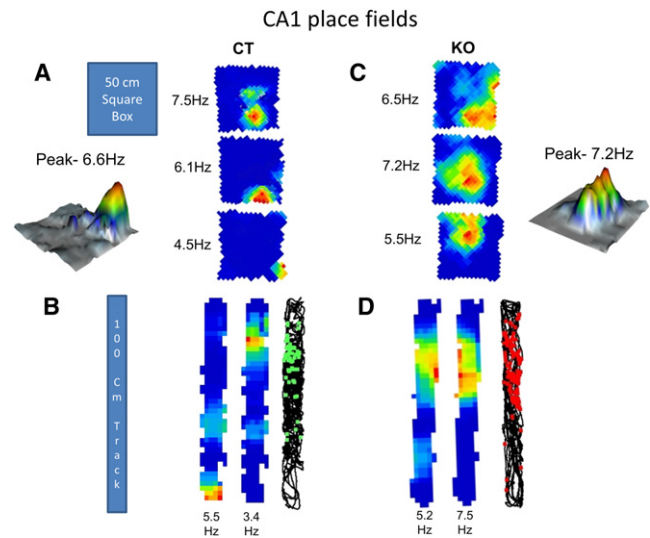 CA1 place fields
CT
KO
A
50 cm
Square
Box
7.5Hz
Peak- 6.6Hz
6.1Hz
4.5Hz
C
6.5Hz
7.2Hz
Peak- 7.2Hz
5.5Hz
B
1
0
0
C
m
T
r
a
c
k
5.5
Hz
3.4
Hz
D
5.2
Hz
7.5
Hz